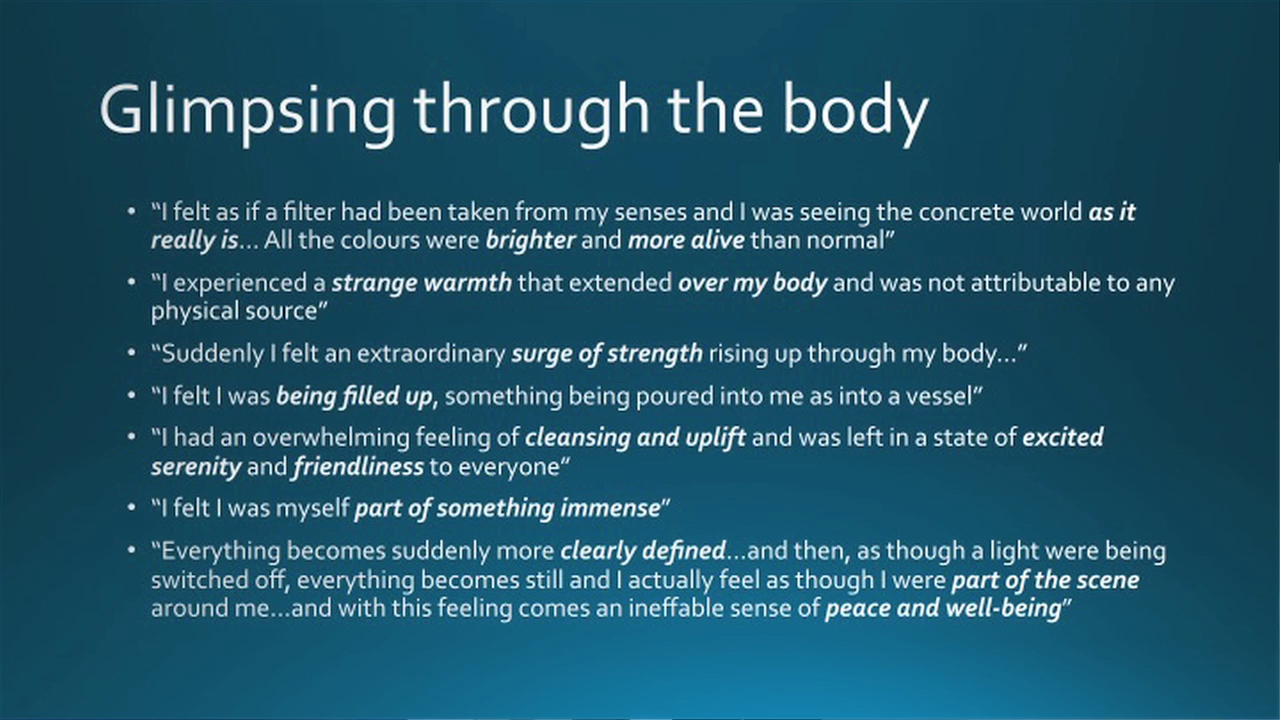 Glimpsing through the body
• “I felt as if a filter had been taken from my senses and I was seeing the concrete world as it
really is… All the colours were brighter and more alive than normal”
• “I experienced a strange warmth that extended over my body and was not attributable to any
physical source”
• “Suddenly I felt an extraordinary surge of strength rising up through my body…”
• “I felt I was being filled up, something being poured into me as into a vessel”
• “I had an overwhelming feeling of cleansing and uplift and was left in a state of excited
serenity and friendliness to everyone”
• “I felt I was myself part of something immense”
• “Everything becomes suddenly more clearly defined…and then, as though a light were being
switched off, everything becomes still and I actually feel as though I were part of the scene
around me…and with this feeling comes an ineffable sense of peace and well-being”